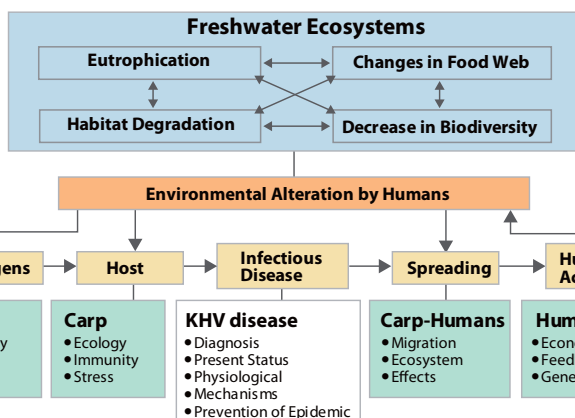 Freshwater Ecosystems
Eutrophication
Changes in Food Web
Habitat Degradation
Decrease in Biodiversity
Environmental Alteration by Humans
Host
Infectious
Disease
Spreading
Carp
• Ecology
• Immunity
• Stress
KHV disease
• Diagnosis
• Present Status
• Physiological
• Mechanisms
• Prevention of Epidemic
Carp-Humans
• Migration
• Ecosystem
• Effects